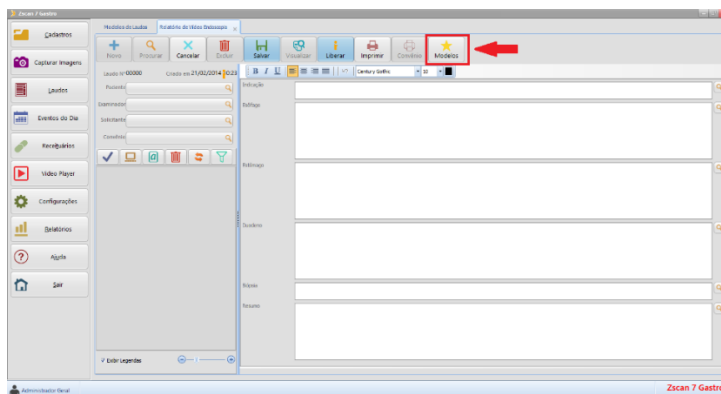 Zscan 7 Gastro
Modelos de Laudos
Relatório de Vídeo Endoscopia
Cadastros
Capturar Imagens
Laudos
Eventos do Dia
Receituários
Video Player
Configurações
Relatórios
Ajuda
Sair
Novo
Procurar
Cancelar
Excluir
Salvar
Visualizar
Liberar
Imprimir
Convênio
Modelos
Laudo Nº 00000
Criado em 21/02/2014
Paciente
Examinador
Solicitante
Convênio
B I U
Century Gothic
10
Indicação
Esôfago
Estômago
Duodeno
Resumo
Exibir Legendas
Administrador Geral
Zscan 7 Gastro